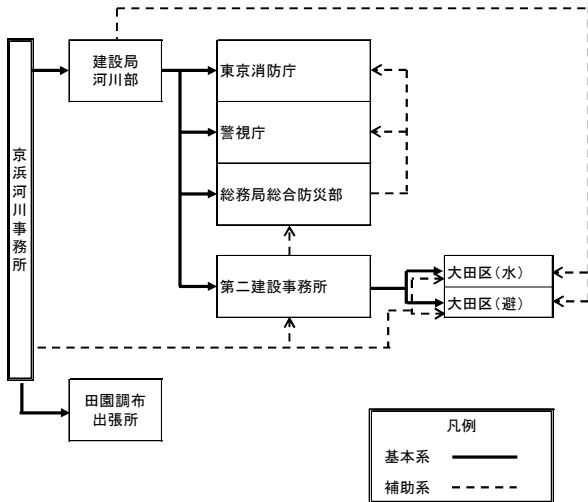 京浜河川事務所
建設局
河川部
東京消防庁
警視庁
総務局総合防災部
第二建設事務所
大田区（水）
大田区（避）
田園調布
出張所
凡例
基本系
補助系